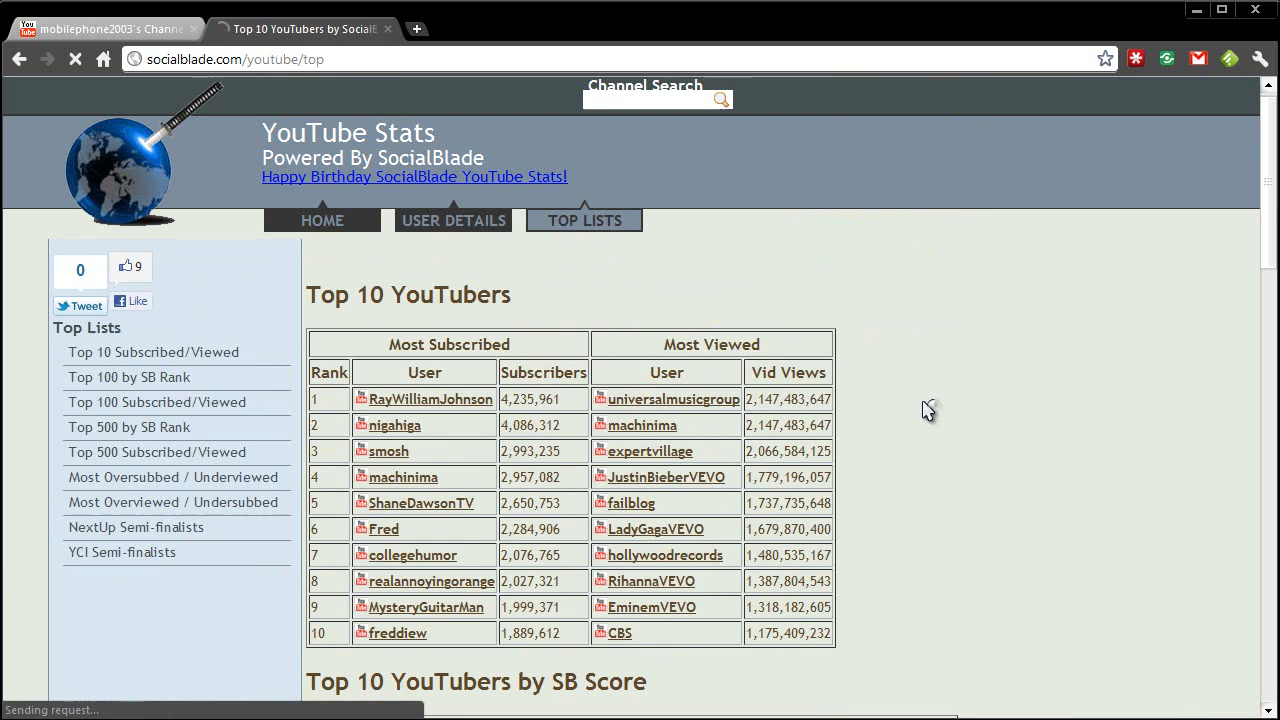 mobilephone2003's Channe
Top 10 YouTubers by SocialB
socialblade.com/youtube/top
Channel Search
YouTube Stats
Powered By SocialBlade
Happy Birthday SocialBlade YouTube Stats!
HOME USER DETAILS TOP LISTS
0 9
Tweet Like
Top Lists
Top 10 Subscribed/Viewed
Top 100 by SB Rank
Top 100 Subscribed/Viewed
Top 500 by SB Rank
Top 500 Subscribed/Viewed
Most Oversubbed / Underviewed
Most Overviewed / Undersubbed
NextUp Semi-finalists
YCI Semi-finalists
Top 10 YouTubers
Most Subscribed Most Viewed
Rank User Subscribers User Vid Views
1 RayWilliamJohnson 4,235,961 universalmusicgroup 2,147,483,647
2 nigahiga 4,086,312 machinima 2,147,483,647
3 smosh 2,993,235 expertvillage 2,066,584,125
4 machinima 2,957,082 JustinBieberVEVO 1,779,196,057
5 ShaneDawsonTV 2,650,753 failblog 1,737,735,648
6 Fred 2,284,906 LadyGagaVEVO 1,679,870,400
7 collegehumor 2,076,765 hollywoodrecords 1,480,535,167
8 realannoyingorange 2,027,321 RihannaVEVO 1,387,804,543
9 MysteryGuitarMan 1,999,371 EminemVEVO 1,318,182,605
10 freddiew 1,889,612 CBS 1,175,409,232
Top 10 YouTubers by SB Score
Sending request...